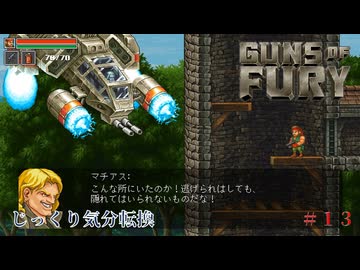 76/70
GUNS OF
FURY
マチアス:
こんな所にいたのか！逃げられはしても、
隠れてはいられないものだな！
じっくり気分転換
#13